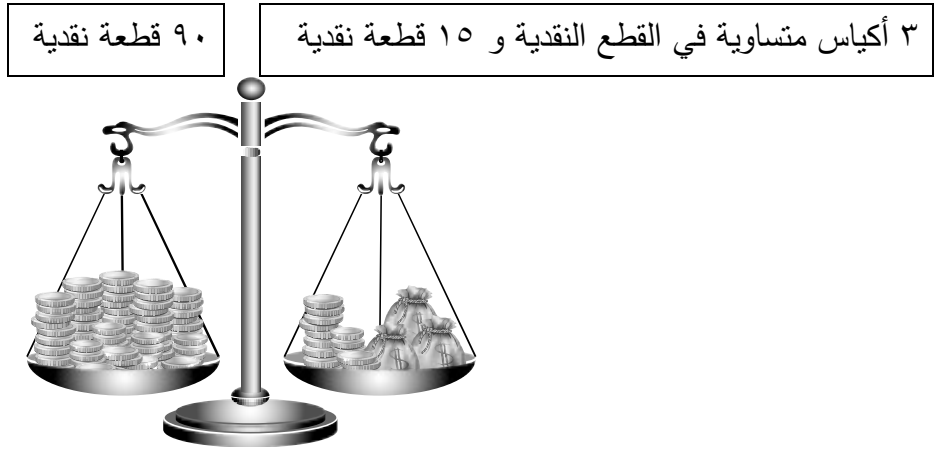 ٣ أكياس متساوية في القطع النقدية و ١٥ قطعة نقدية
٩٠ قطعة نقدية